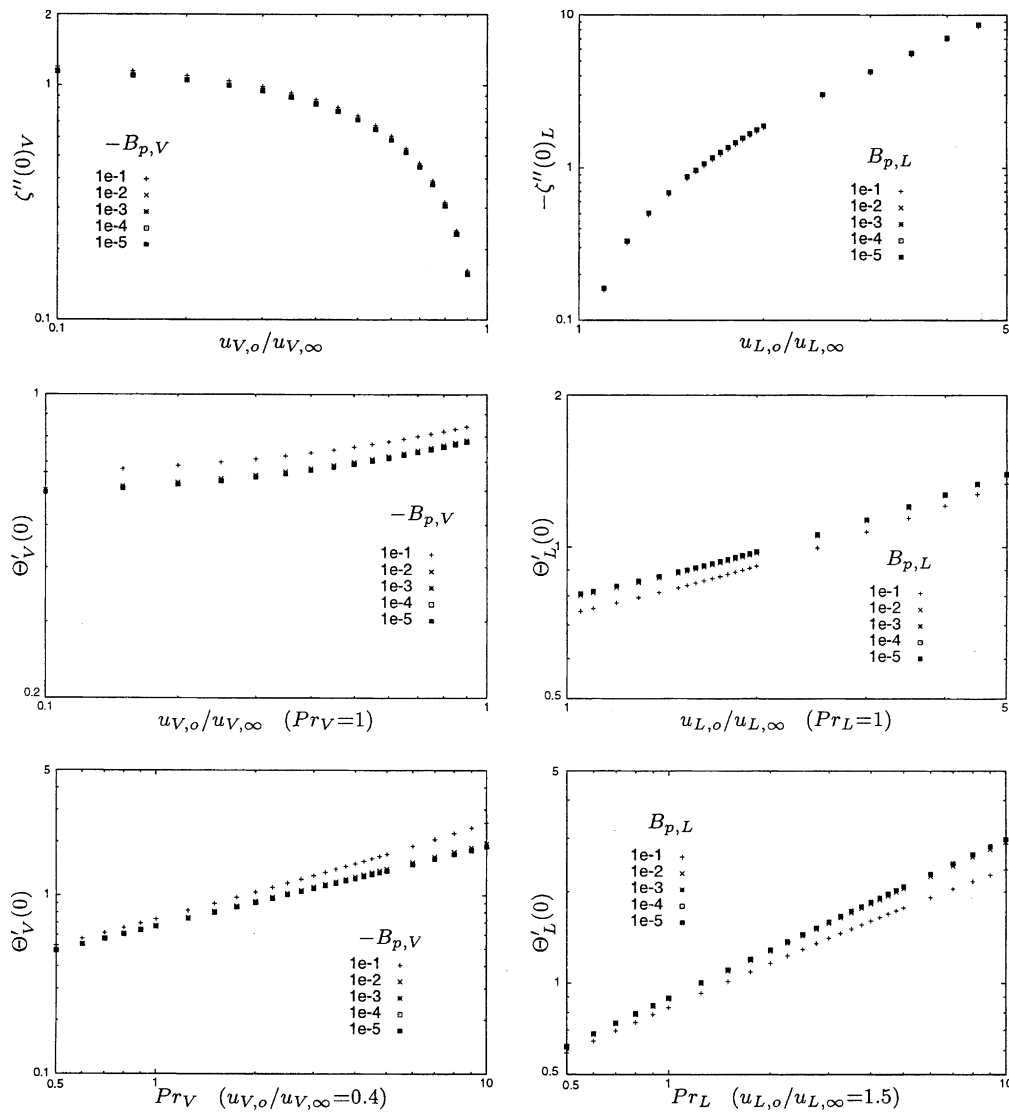 2
1
0.1
ζ''(0)_V
−B_{p,V}
1e-1
1e-2
1e-3
1e-4
1e-5
0.1
1
u_{V,o}/u_{V,∞}
10
1
0.1
−ζ''(0)_L
B_{p,L}
1e-1
1e-2
1e-3
1e-4
1e-5
1
5
u_{L,o}/u_{L,∞}
1
0.2
Θ'_V(0)
−B_{p,V}
1e-1
1e-2
1e-3
1e-4
1e-5
0.1
1
u_{V,o}/u_{V,∞} (Pr_V=1)
2
1
0.5
Θ'_L(0)
B_{p,L}
1e-1
1e-2
1e-3
1e-4
1e-5
1
5
u_{L,o}/u_{L,∞} (Pr_L=1)
5
1
0.1
Θ'_V(0)
−B_{p,V}
1e-1
1e-2
1e-3
1e-4
1e-5
0.5
1
10
Pr_V (u_{V,o}/u_{V,∞}=0.4)
5
1
0.5
Θ'_L(0)
B_{p,L}
1e-1
1e-2
1e-3
1e-4
1e-5
0.5
1
10
Pr_L (u_{L,o}/u_{L,∞}=1.5)